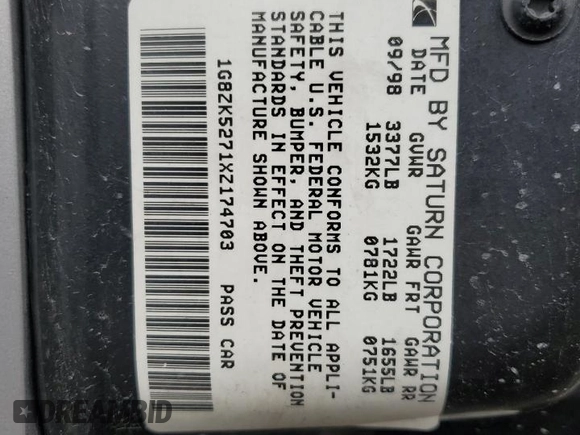 MFD BY SATURN CORPORATION
DATE GVWR GAWR FRT GAWR RR
09/98 3377LB 1722LB 1655LB
1532KG 0781KG 0751KG
THIS VEHICLE CONFORMS TO ALL APPLI-
CABLE U.S. FEDERAL MOTOR VEHICLE
SAFETY, BUMPER, AND THEFT PREVENTION
STANDARDS IN EFFECT ON THE DATE OF
MANUFACTURE SHOWN ABOVE.
1G8ZK5271XZ174703 PASS CAR
DREAMBID